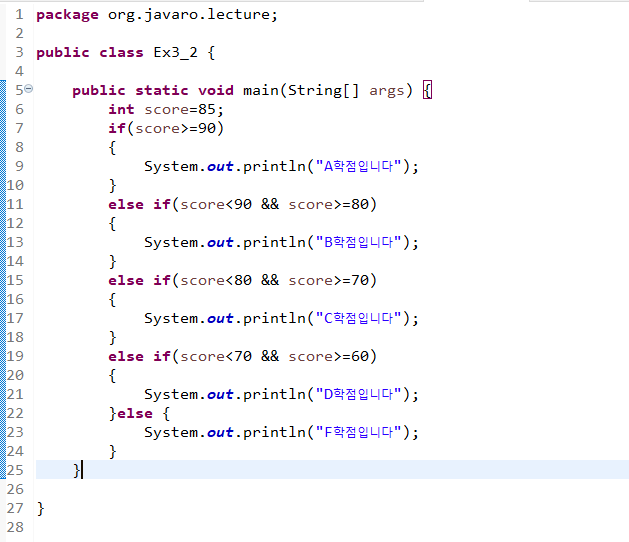 1 package org.javaro.lecture;
2
3 public class Ex3_2 {
4
5     public static void main(String[] args) {
6         int score=85;
7         if(score>=90)
8         {
9             System.out.println("A학점입니다");
10         }
11         else if(score<90 && score>=80)
12         {
13             System.out.println("B학점입니다");
14         }
15         else if(score<80 && score>=70)
16         {
17             System.out.println("C학점입니다");
18         }
19         else if(score<70 && score>=60)
20         {
21             System.out.println("D학점입니다");
22         }else {
23             System.out.println("F학점입니다");
24         }
25     }
26
27 }
28